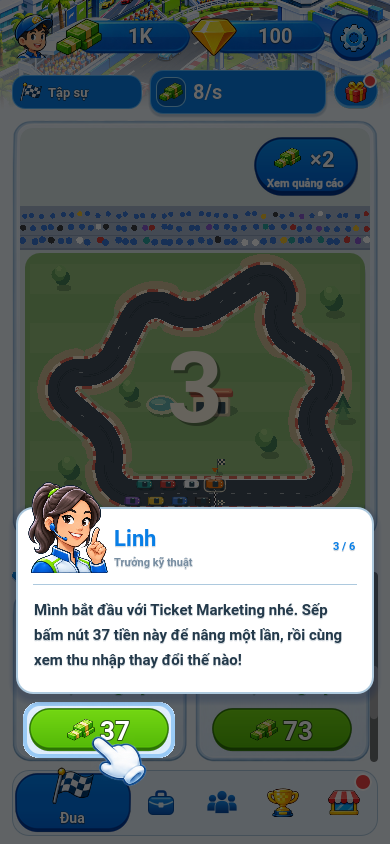 1K
100
Tập sự
8/s
×2
Xem quảng cáo
3
Linh
3 / 6
Trưởng kỹ thuật
Mình bắt đầu với Ticket Marketing nhé. Sếp
bấm nút 37 tiền này để nâng một lần, rồi cùng
xem thu nhập thay đổi thế nào!
37
73
Đua